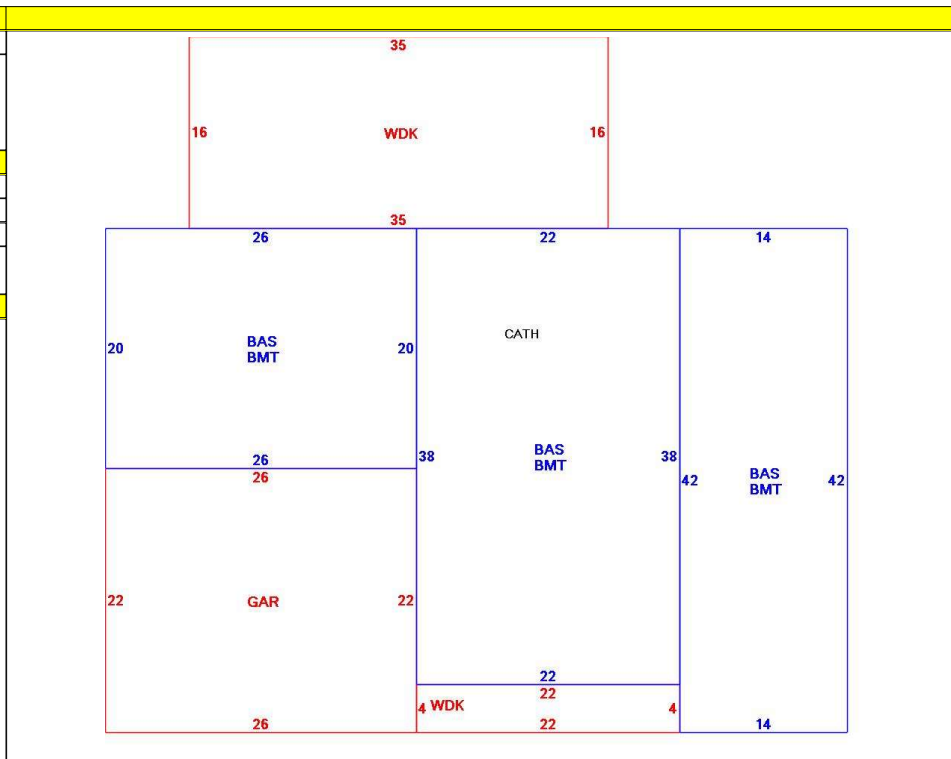 35
16 WDK 16
35
26 22 14
CATH
20 BAS 20
BMT
38 BAS 38
BMT
26
26
42 BAS 42
BMT
22 GAR 22
22
22
4 WDK 4
26 22 14